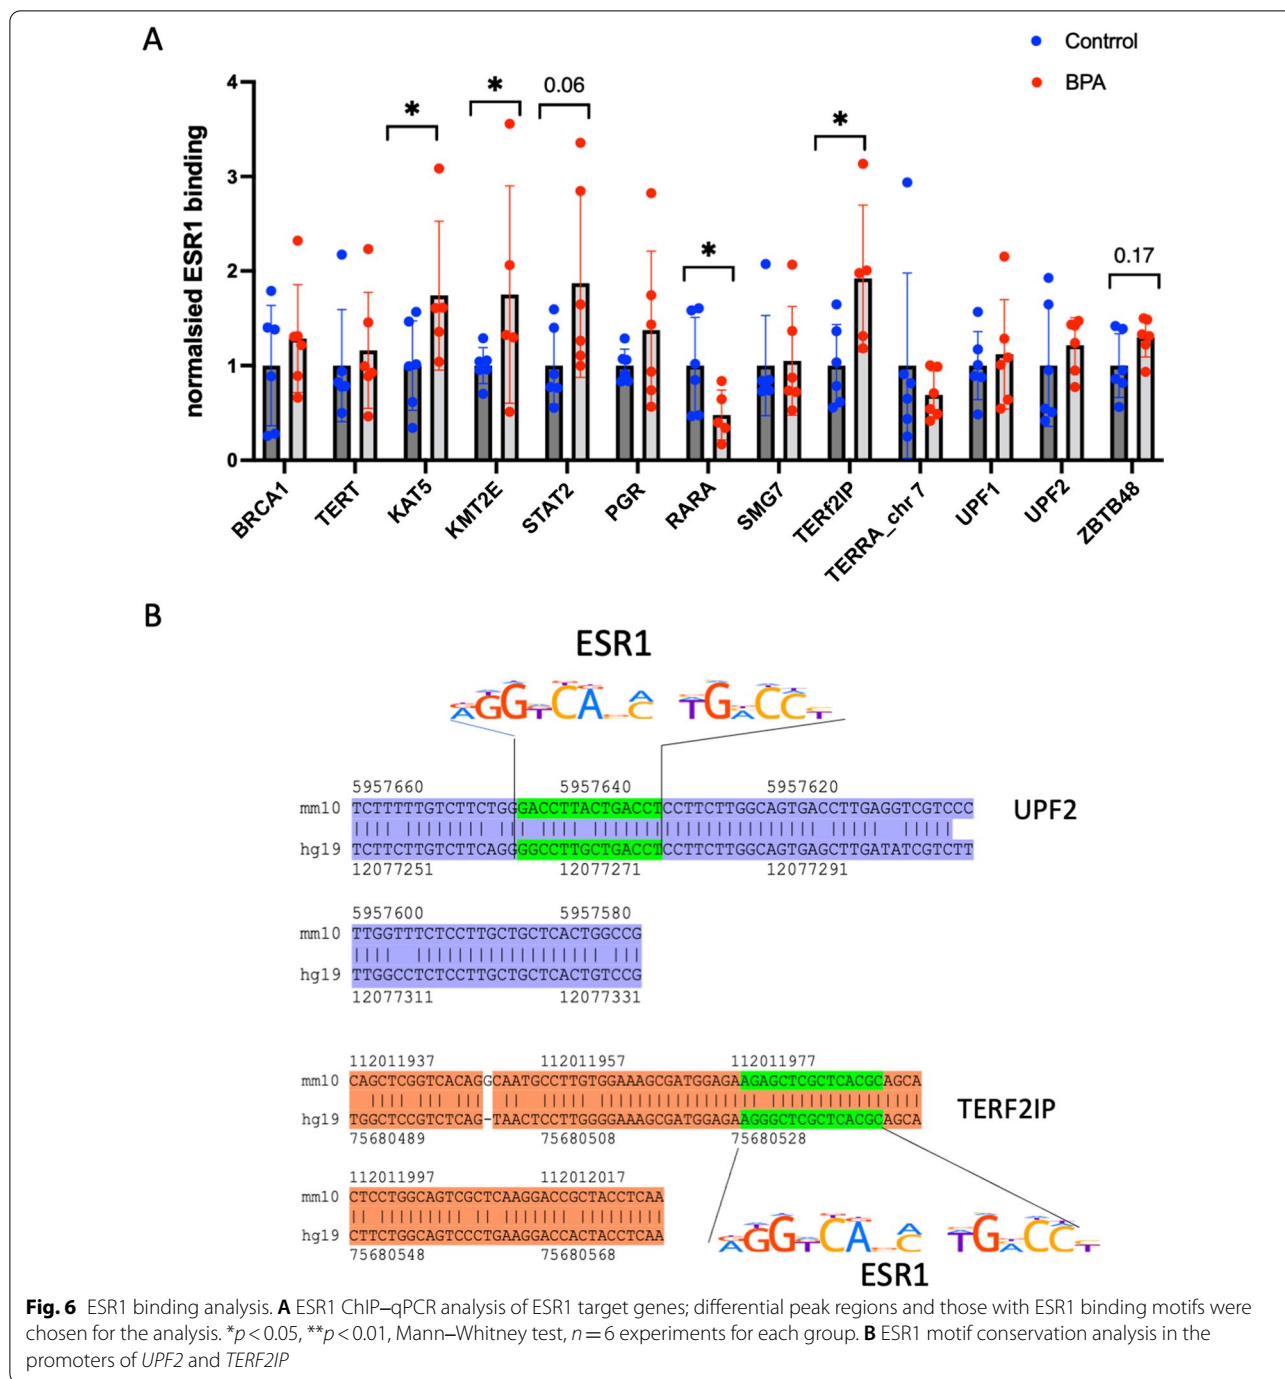 A
Contrrol
BPA
normalsied ESR1 binding
4
3
2
1
0
*
*
0.06
*
*
0.17
BRCA1
TERT
KAT5
KMT2E
STAT2
PGR
RARA
SMG7
TERf2IP
TERRA_chr 7
UPF1
UPF2
ZBTB48
B
ESR1
5957660 5957640 5957620
mm10 TCTTTTTGTCTTCTGGGACCTTACTGACCTCCTTCTTGGCAGTGACCTTGAGGTCGTCCC
hg19 TCTTCTTGTCTTCAGGGGCCTTGCTGACCTCCTTCTTGGCAGTGAGCTTGATATCGTCTT
12077251 12077271 12077291
UPF2
5957600 5957580
mm10 TTGGTTTCTCCTTGCTGCTCACTGGCCG
hg19 TTGGCCTCTCCTTGCTGCTCACTGTCCG
12077311 12077331
112011937 112011957 112011977
mm10 CAGCTCGGTCACAGGCAATGCCTTGTGGAAAGCGATGGAGAAGAGCTCGCTCACGCAGCA
hg19 TGGCTCCGTCTCAG-TAACTCCTTGGGGAAAGCGATGGAGAAGGGCTCGCTCACGCAGCA
75680489 75680508 75680528
TERF2IP
112011997 112012017
mm10 CTCCTGGCAGTCGCTCAAGGACCGCTACCTCAA
hg19 CTTCTGGCAGTCCCTGAAGGACCACTACCTCAA
75680548 75680568
ESR1
Fig. 6 ESR1 binding analysis. A ESR1 ChIP–qPCR analysis of ESR1 target genes; differential peak regions and those with ESR1 binding motifs were
chosen for the analysis. *p < 0.05, **p < 0.01, Mann–Whitney test, n = 6 experiments for each group. B ESR1 motif conservation analysis in the
promoters of UPF2 and TERF2IP